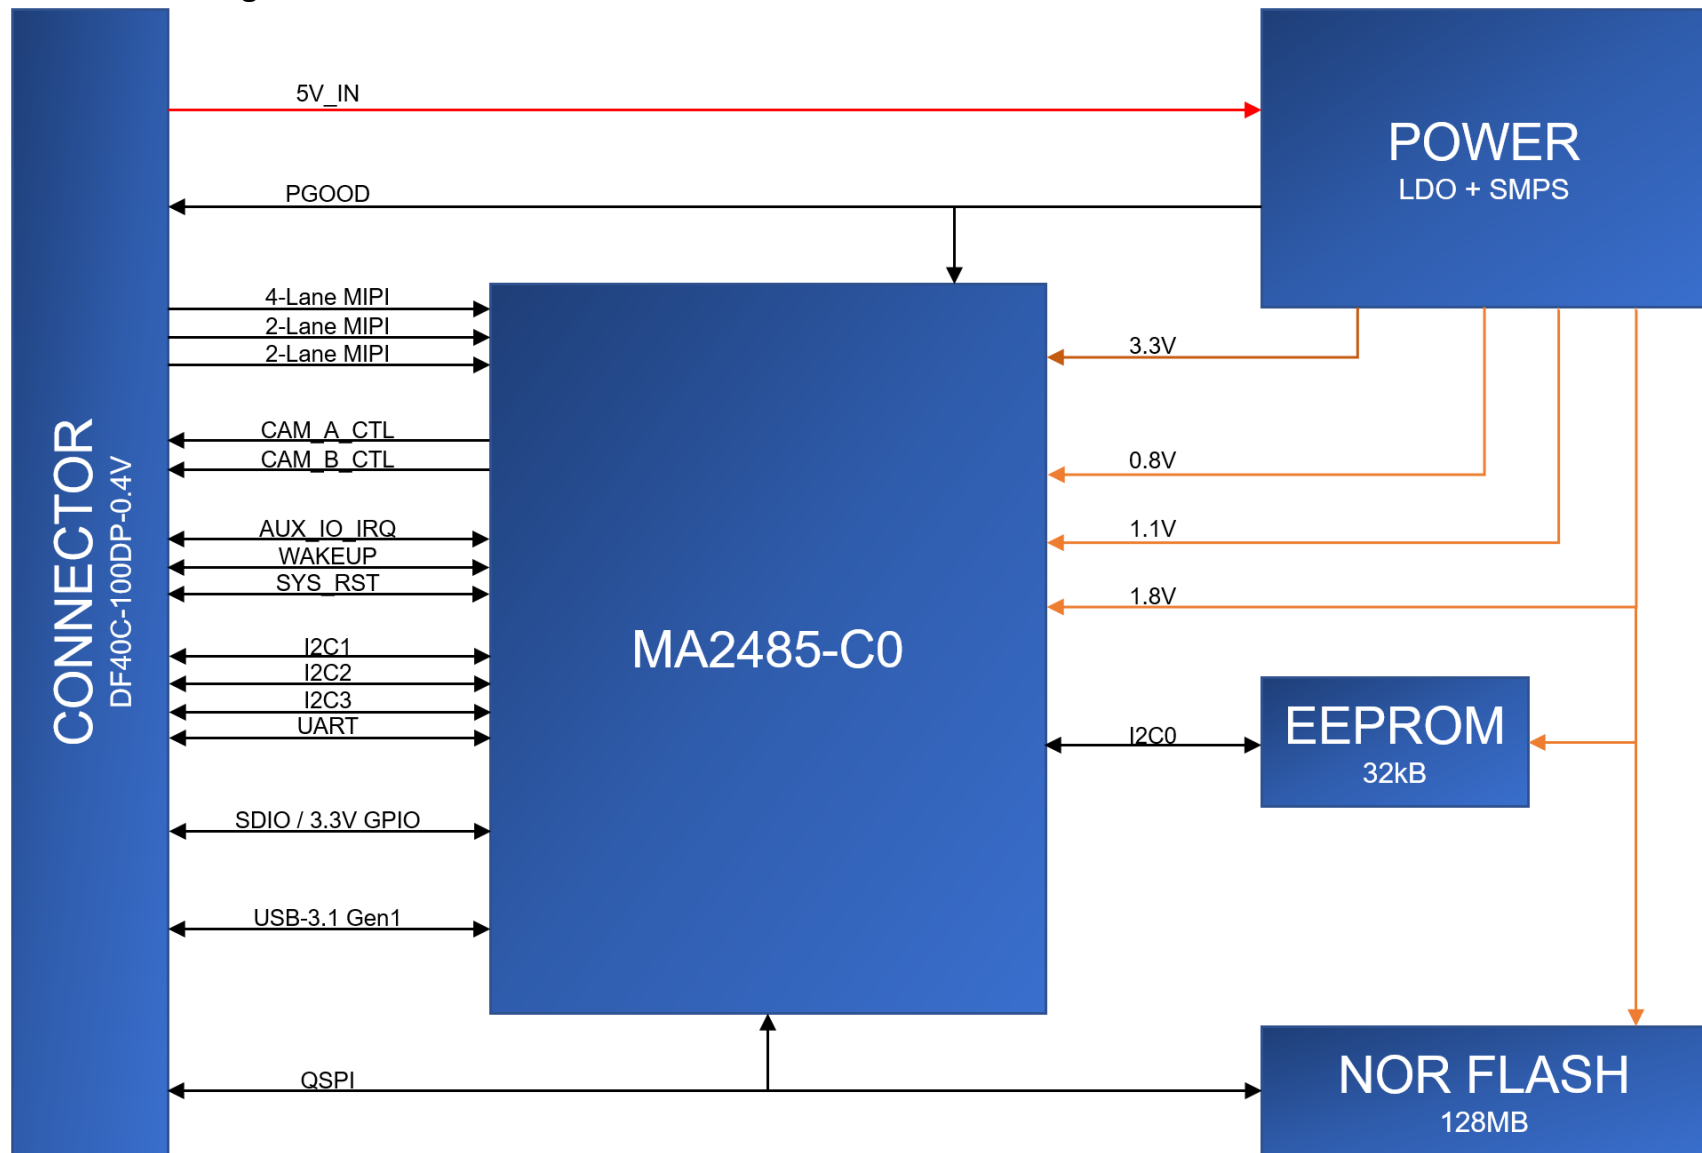 5V_IN
POWER
LDO + SMPS
PGOOD
4-Lane MIPI
2-Lane MIPI
2-Lane MIPI
3.3V
CAM_A_CTL
CAM_B_CTL
0.8V
CONNECTOR
DF40C-100DP-0.4V
AUX_IO_IRQ
WAKEUP
SYS_RST
1.1V
1.8V
I2C1
I2C2
I2C3
UART
MA2485-C0
I2C0
EEPROM
32kB
SDIO / 3.3V GPIO
USB-3.1 Gen1
QSPI
NOR FLASH
128MB